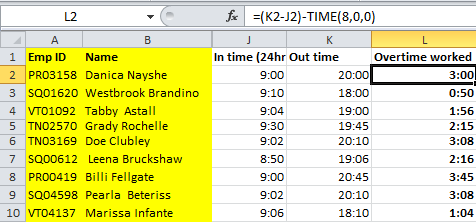 L2 fx =(K2-J2)-TIME(8,0,0)
A B J K L
1 Emp ID Name In time (24hr Out time Overtime worked
2 PR03158 Danica Nayshe 9:00 20:00 3:00
3 SQ01620 Westbrook Brandino 9:10 18:00 0:50
4 VT01092 Tabby Astall 9:04 19:00 1:56
5 TN02570 Grady Rochelle 9:30 19:45 2:15
6 TN03169 Doe Clubley 9:02 20:10 3:08
7 SQ00612 Leena Bruckshaw 8:50 19:06 2:16
8 PR00419 Billi Fellgate 9:00 20:45 3:45
9 SQ04598 Pearla Beteriss 9:02 20:10 3:08
10 VT04137 Marissa Infante 9:06 18:10 1:04